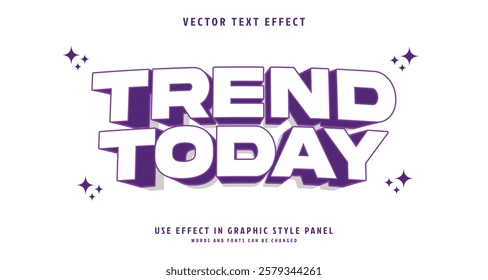 VECTOR TEXT EFFECT
TREND
TODAY
USE EFFECT IN GRAPHIC STYLE PANEL
WORDS AND FONTS CAN BE CHANGED
shutterstock · 2579344261